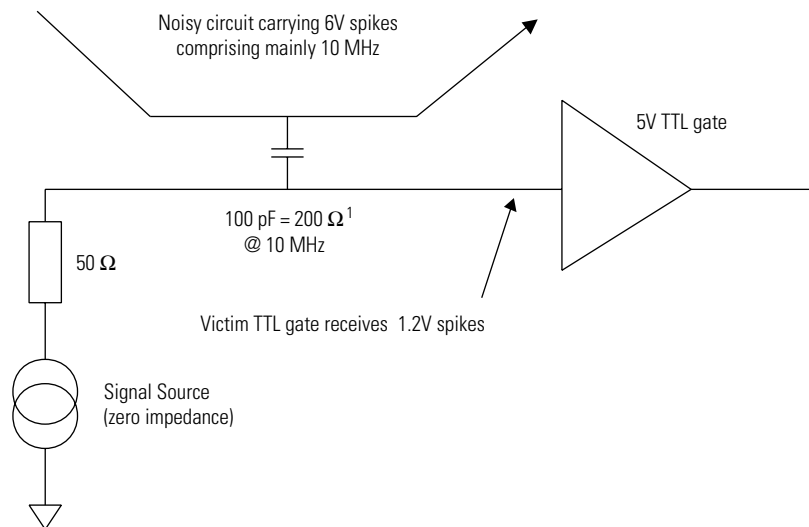 Noisy circuit carrying 6V spikes
comprising mainly 10 MHz
5V TTL gate
100 pF = 200 Ω¹
@ 10 MHz
50 Ω
Victim TTL gate receives 1.2V spikes
Signal Source
(zero impedance)